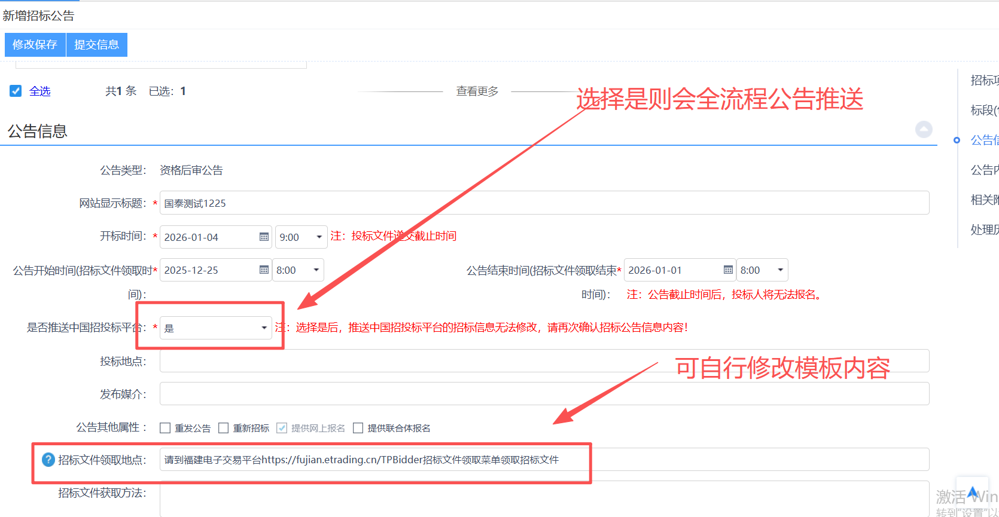 新增招标公告
修改保存 提交信息
全选 共1 条 已选：1 查看更多
选择是则会全流程公告推送
公告信息
公告类型： 资格后审公告
网站显示标题：* 国泰测试1225
开标时间：* 2026-01-04 9:00 注：投标文件递交截止时间
公告开始时间(招标文件领取时* 2025-12-25 8:00 公告结束时间(招标文件领取结束* 2026-01-01 8:00
间)： 时间)： 注：公告截止时间后，投标人将无法报名。
是否推送中国招投标平台：* 是 注：选择是后，推送中国招投标平台的招标信息无法修改，请再次确认招标公告信息内容！
投标地点：
可自行修改模板内容
发布媒介：
公告其他属性： 重发公告 重新招标 提供网上报名 提供联合体报名
? 招标文件领取地点： 请到福建电子交易平台https://fujian.etrading.cn/TPBidder招标文件领取菜单领取招标文件
招标文件获取方法：
招标项
标段(
公告信
公告内
相关附
处理历
激活 Win
转到"设置"以